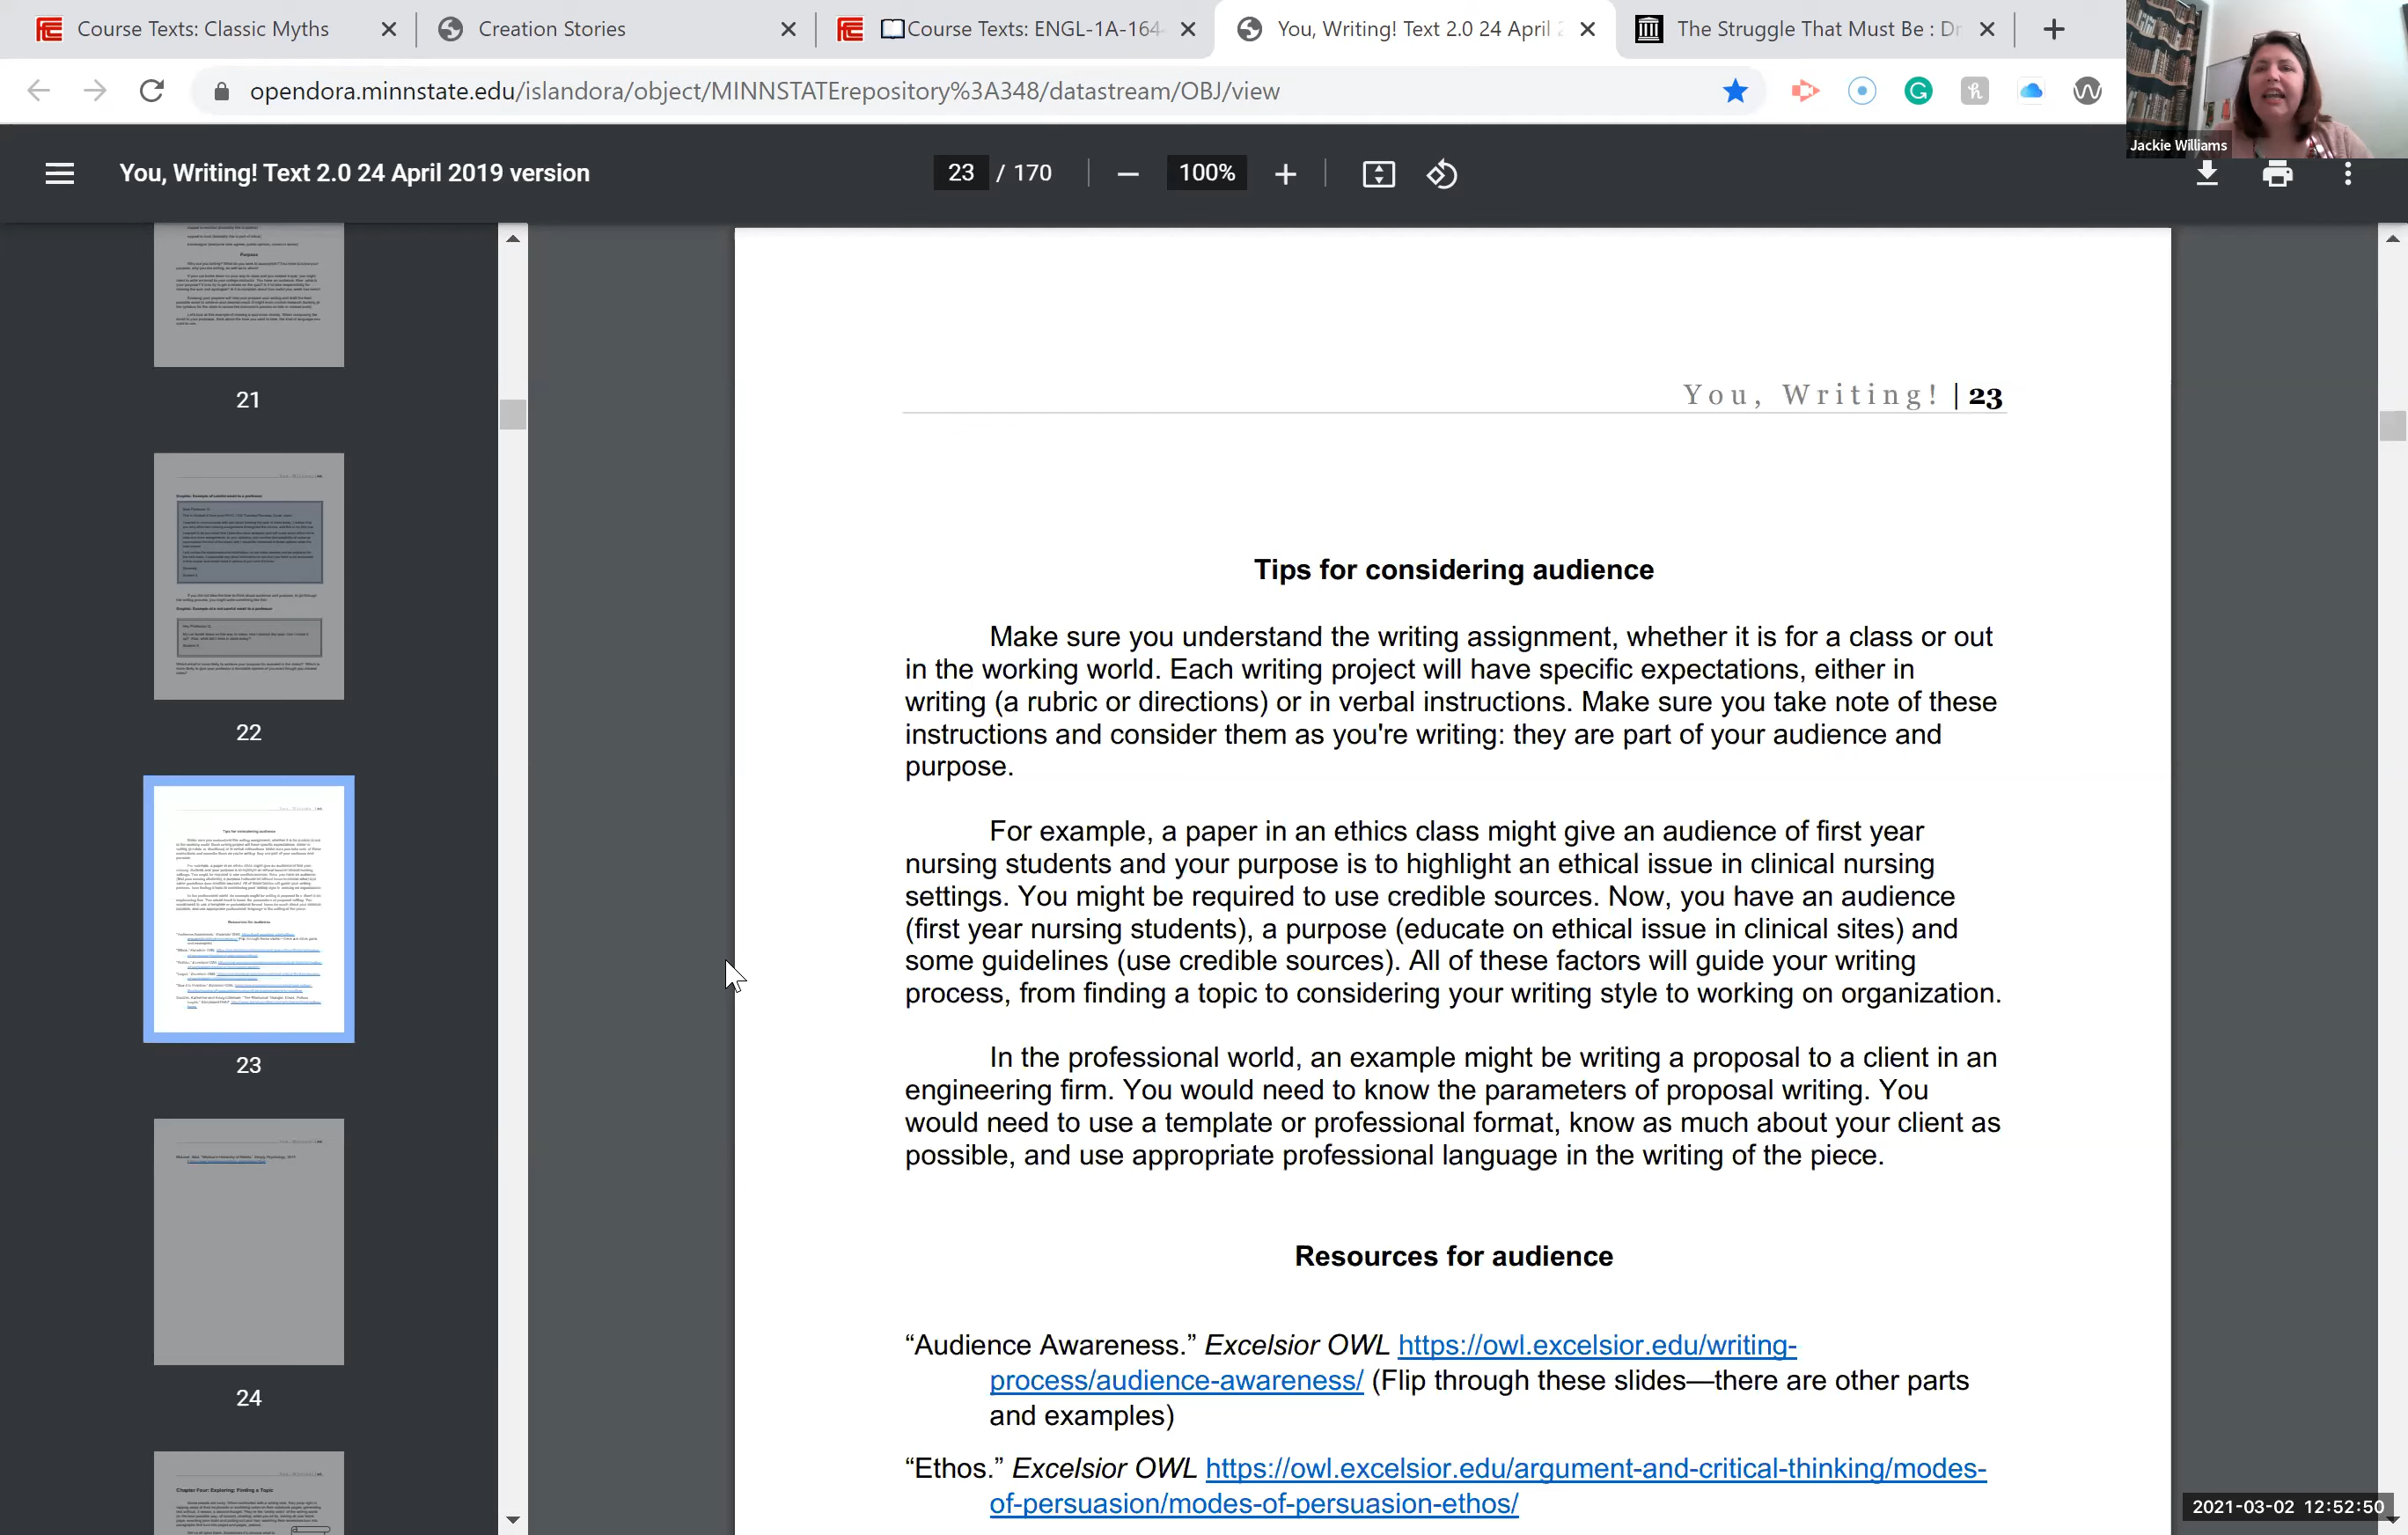 Course Texts: Classic Myths
Creation Stories
Course Texts: ENGL-1A-164
You, Writing! Text 2.0 24 April 2
The Struggle That Must Be : Dr
opendora.minnstate.edu/islandora/object/MINNSTATErepository%3A348/datastream/OBJ/view
Jackie Williams
You, Writing! Text 2.0 24 April 2019 version
23 / 170
100%
Purpose
21
22
23
24
Chapter Four: Exploring: Finding a Topic
You, Writing! | 23
Tips for considering audience
Make sure you understand the writing assignment, whether it is for a class or out
in the working world. Each writing project will have specific expectations, either in
writing (a rubric or directions) or in verbal instructions. Make sure you take note of these
instructions and consider them as you're writing: they are part of your audience and
purpose.
For example, a paper in an ethics class might give an audience of first year
nursing students and your purpose is to highlight an ethical issue in clinical nursing
settings. You might be required to use credible sources. Now, you have an audience
(first year nursing students), a purpose (educate on ethical issue in clinical sites) and
some guidelines (use credible sources). All of these factors will guide your writing
process, from finding a topic to considering your writing style to working on organization.
In the professional world, an example might be writing a proposal to a client in an
engineering firm. You would need to know the parameters of proposal writing. You
would need to use a template or professional format, know as much about your client as
possible, and use appropriate professional language in the writing of the piece.
Resources for audience
“Audience Awareness.” Excelsior OWL https://owl.excelsior.edu/writing-
process/audience-awareness/ (Flip through these slides—there are other parts
and examples)
“Ethos.” Excelsior OWL https://owl.excelsior.edu/argument-and-critical-thinking/modes-
of-persuasion/modes-of-persuasion-ethos/
2021-03-02 12:52:50